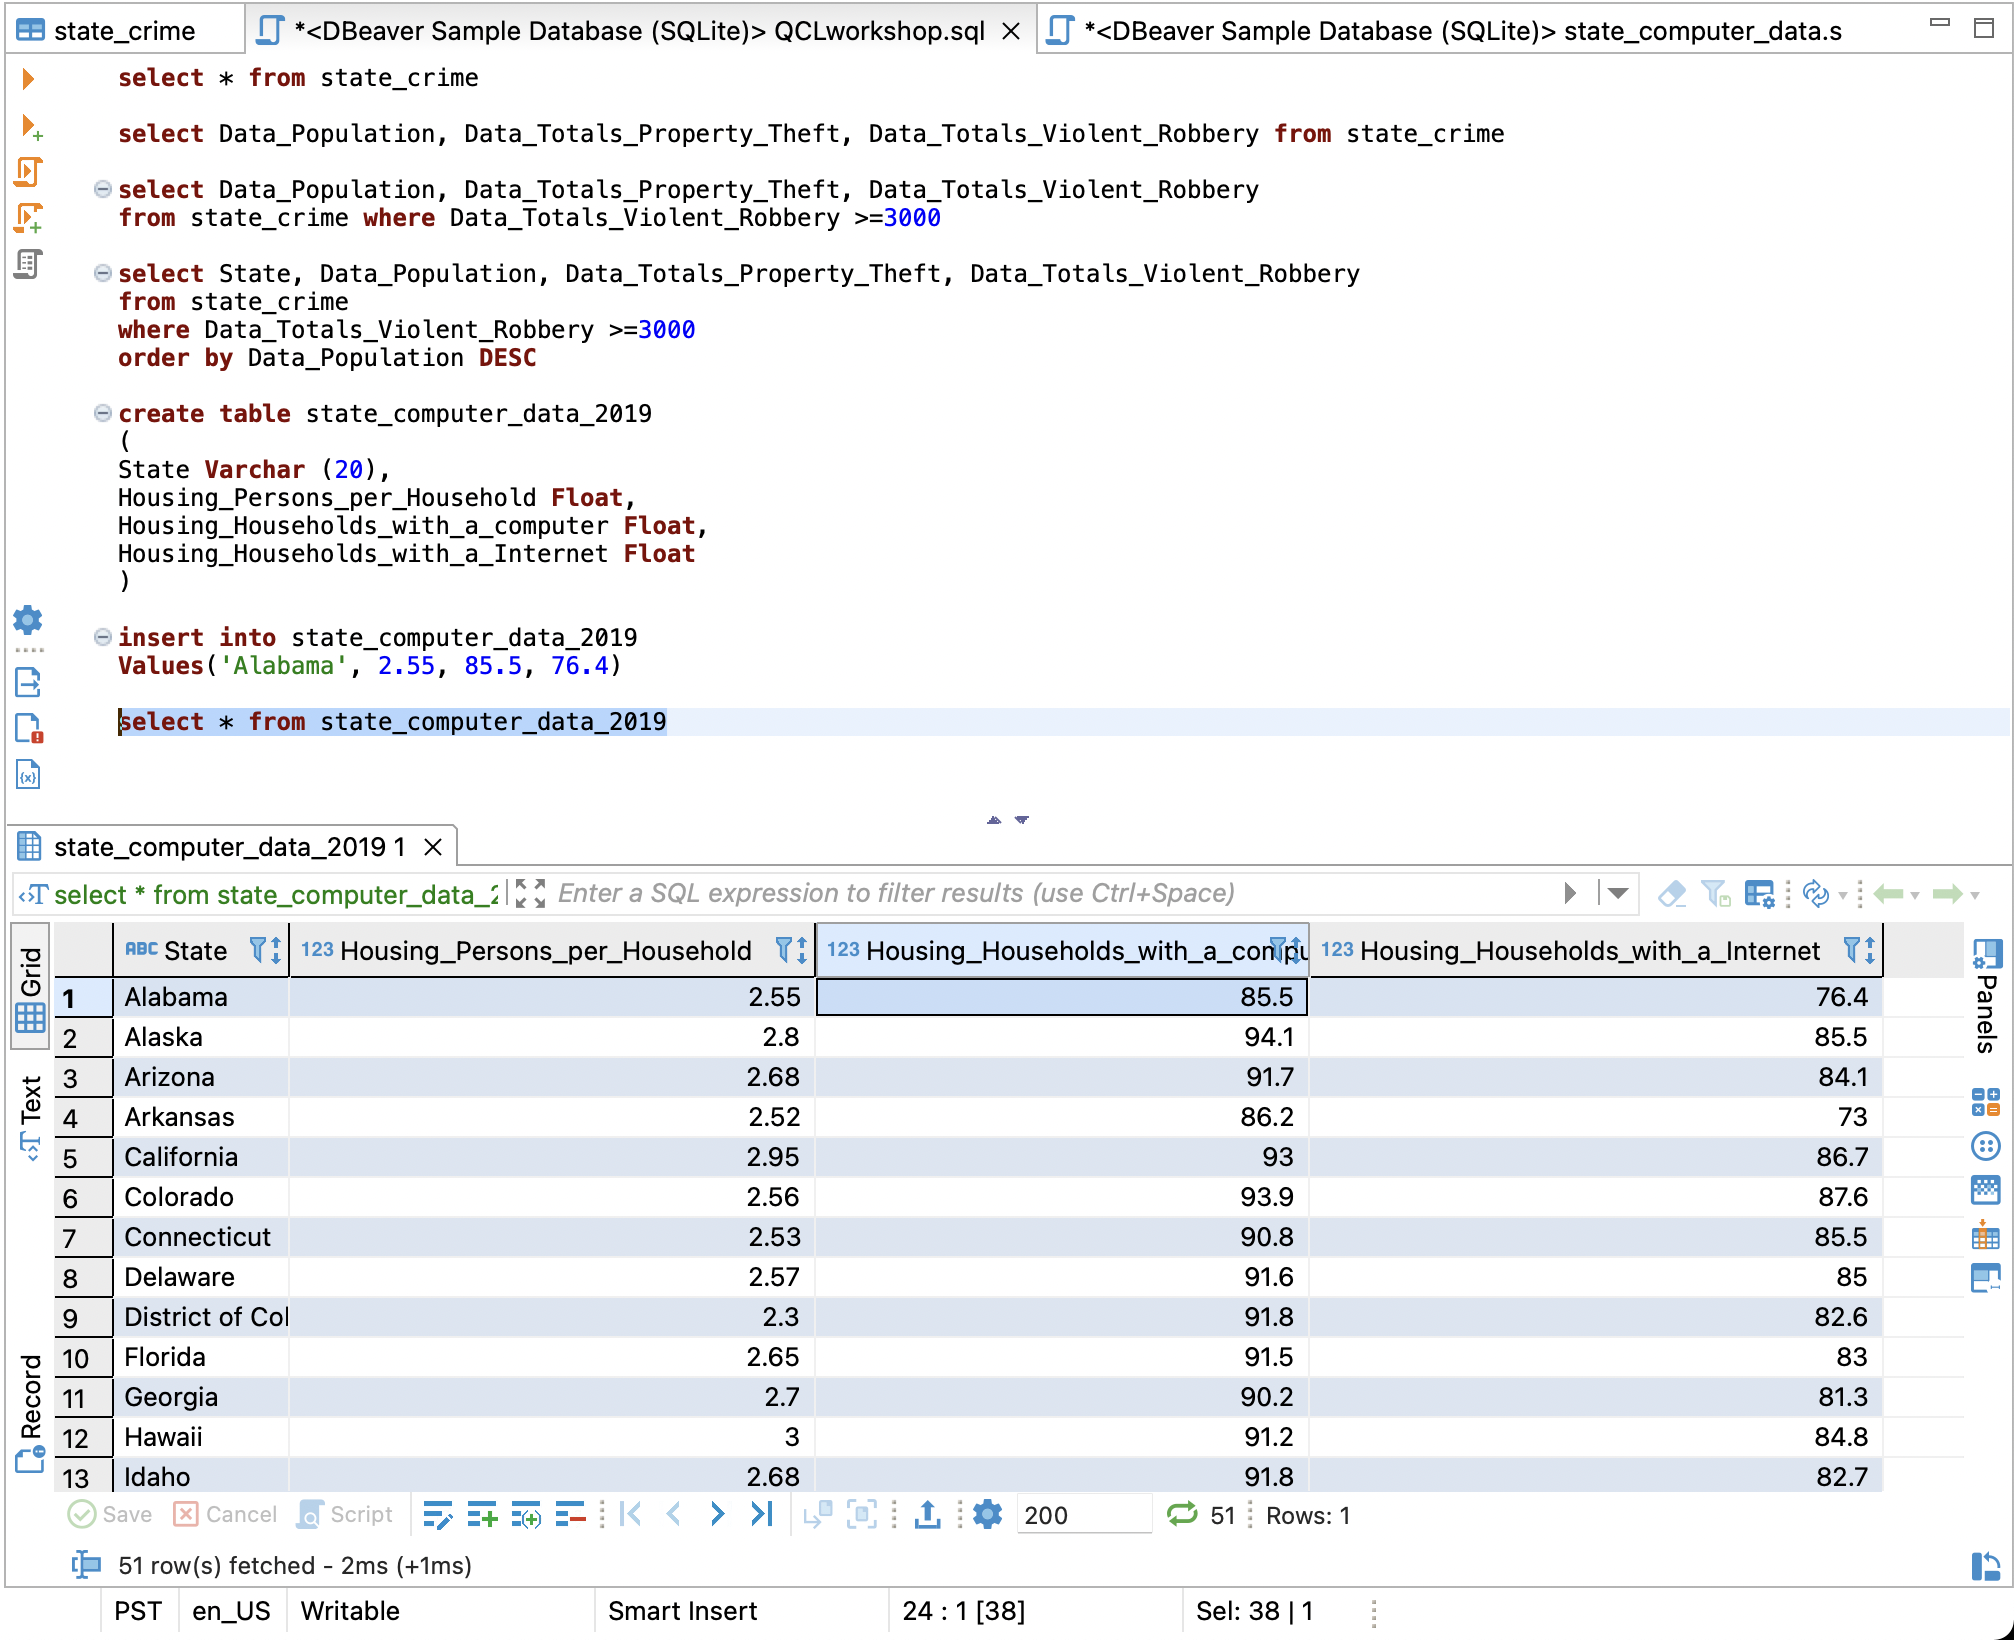 state_crime
*<DBeaver Sample Database (SQLite)> QCLworkshop.sql
*<DBeaver Sample Database (SQLite)> state_computer_data.s
select * from state_crime
select Data_Population, Data_Totals_Property_Theft, Data_Totals_Violent_Robbery from state_crime
select Data_Population, Data_Totals_Property_Theft, Data_Totals_Violent_Robbery
from state_crime where Data_Totals_Violent_Robbery >=3000
select State, Data_Population, Data_Totals_Property_Theft, Data_Totals_Violent_Robbery
from state_crime
where Data_Totals_Violent_Robbery >=3000
order by Data_Population DESC
create table state_computer_data_2019
(
State Varchar (20),
Housing_Persons_per_Household Float,
Housing_Households_with_a_computer Float,
Housing_Households_with_a_Internet Float
)
insert into state_computer_data_2019
Values('Alabama', 2.55, 85.5, 76.4)
select * from state_computer_data_2019
state_computer_data_2019 1
select * from state_computer_data_2 Enter a SQL expression to filter results (use Ctrl+Space)
ABC State 123 Housing_Persons_per_Household 123 Housing_Households_with_a_compu 123 Housing_Households_with_a_Internet
1 Alabama 2.55 85.5 76.4
2 Alaska 2.8 94.1 85.5
3 Arizona 2.68 91.7 84.1
4 Arkansas 2.52 86.2 73
5 California 2.95 93 86.7
6 Colorado 2.56 93.9 87.6
7 Connecticut 2.53 90.8 85.5
8 Delaware 2.57 91.6 85
9 District of Col 2.3 91.8 82.6
10 Florida 2.65 91.5 83
11 Georgia 2.7 90.2 81.3
12 Hawaii 3 91.2 84.8
13 Idaho 2.68 91.8 82.7
Grid
Text
Record
Panels
Save Cancel Script 200 51 Rows: 1
51 row(s) fetched - 2ms (+1ms)
PST en_US Writable Smart Insert 24 : 1 [38] Sel: 38 | 1